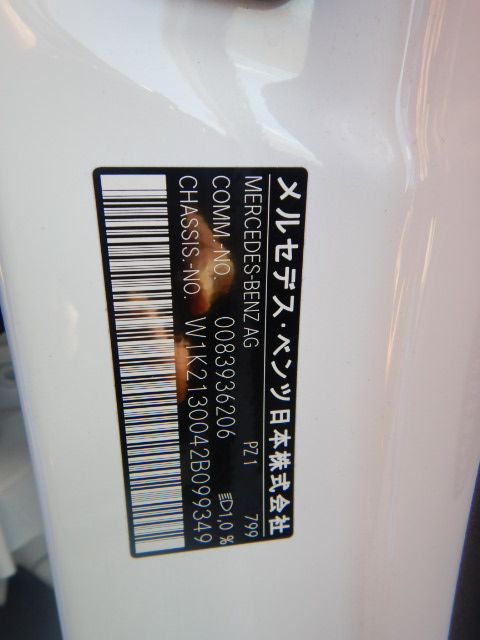 メルセデス・ベンツ日本株式会社
MERCEDES-BENZ AG PZ1 799
COMM.-NO. 0083936206 1,0 %
CHASSIS.-NO. W1K2130042B099349